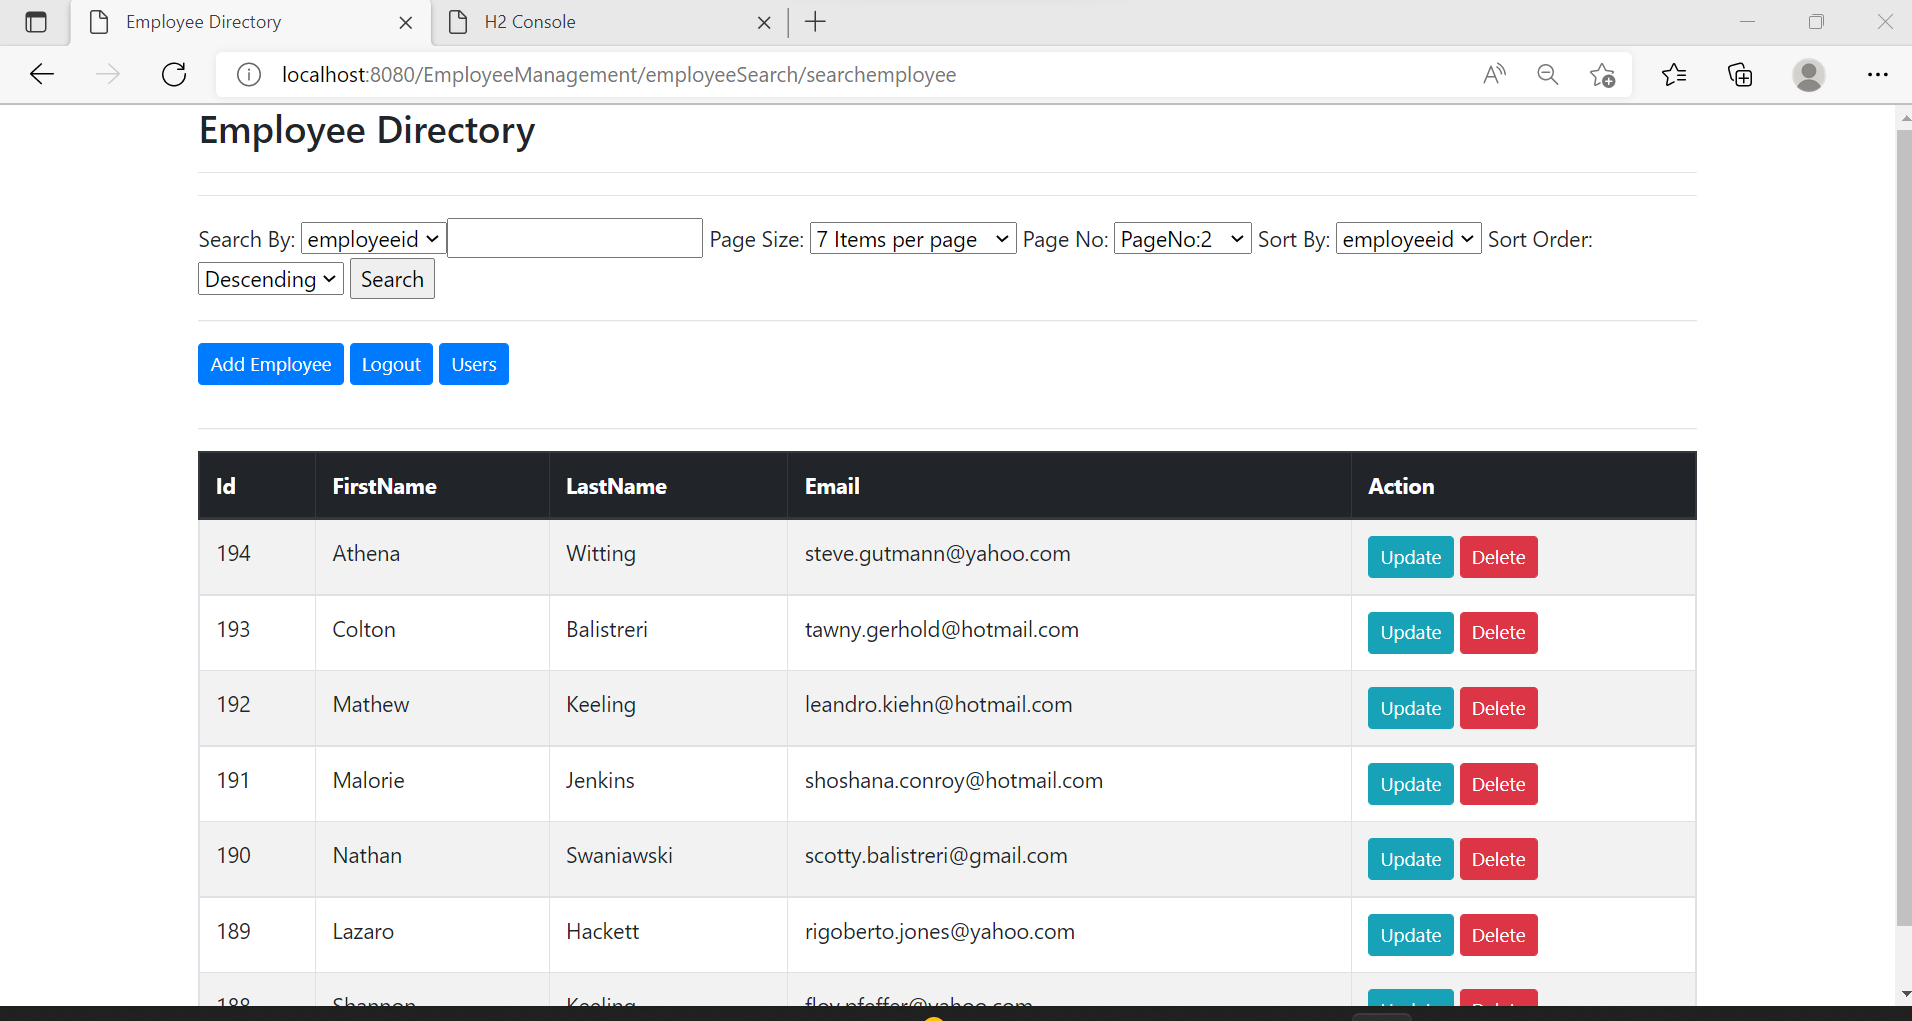 Employee Directory
H2 Console
localhost:8080/EmployeeManagement/employeeSearch/searchemployee
Employee Directory
Search By: employeeid Page Size: 7 Items per page Page No: PageNo:2 Sort By: employeeid Sort Order:
Descending Search
Add Employee Logout Users
Id FirstName LastName Email Action
194 Athena Witting steve.gutmann@yahoo.com Update Delete
193 Colton Balistreri tawny.gerhold@hotmail.com Update Delete
192 Mathew Keeling leandro.kiehn@hotmail.com Update Delete
191 Malorie Jenkins shoshana.conroy@hotmail.com Update Delete
190 Nathan Swaniawski scotty.balistreri@gmail.com Update Delete
189 Lazaro Hackett rigoberto.jones@yahoo.com Update Delete
188 Shannon Keeling